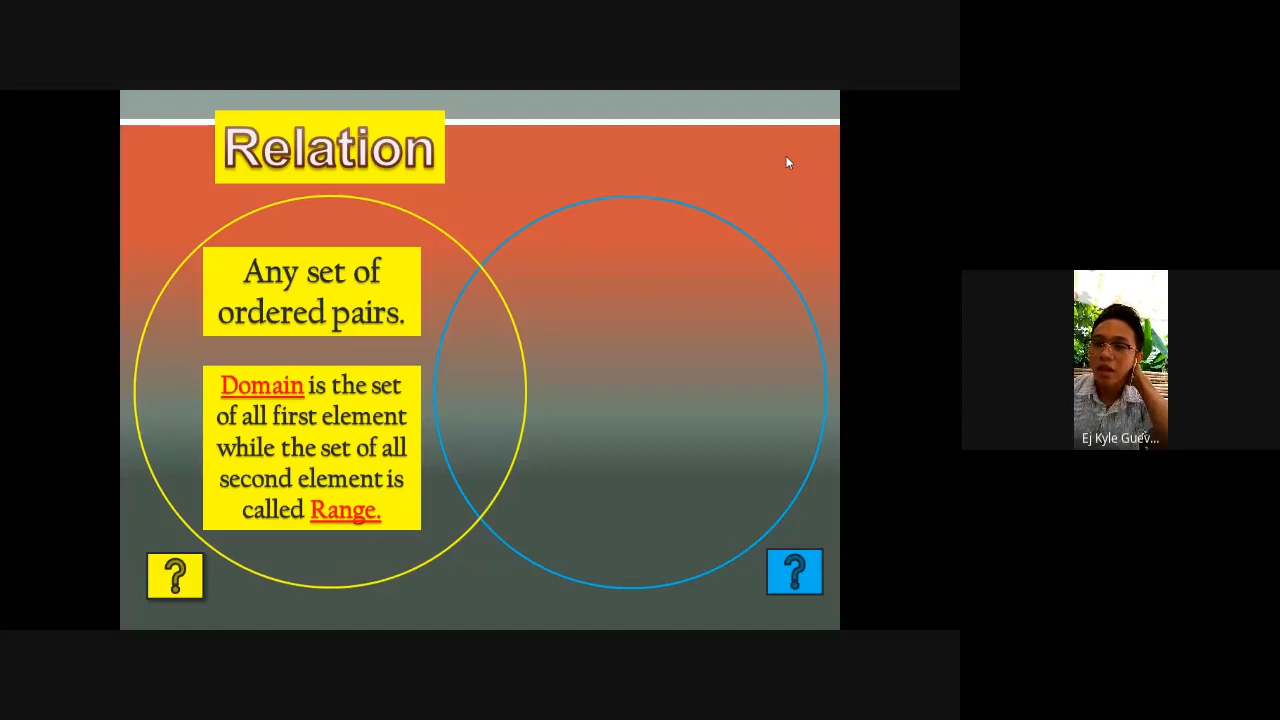 Relation
Any set of
ordered pairs.
Domain is the set
of all first element
while the set of all
second element is
called Range.
?
?
Ej Kyle Guev...